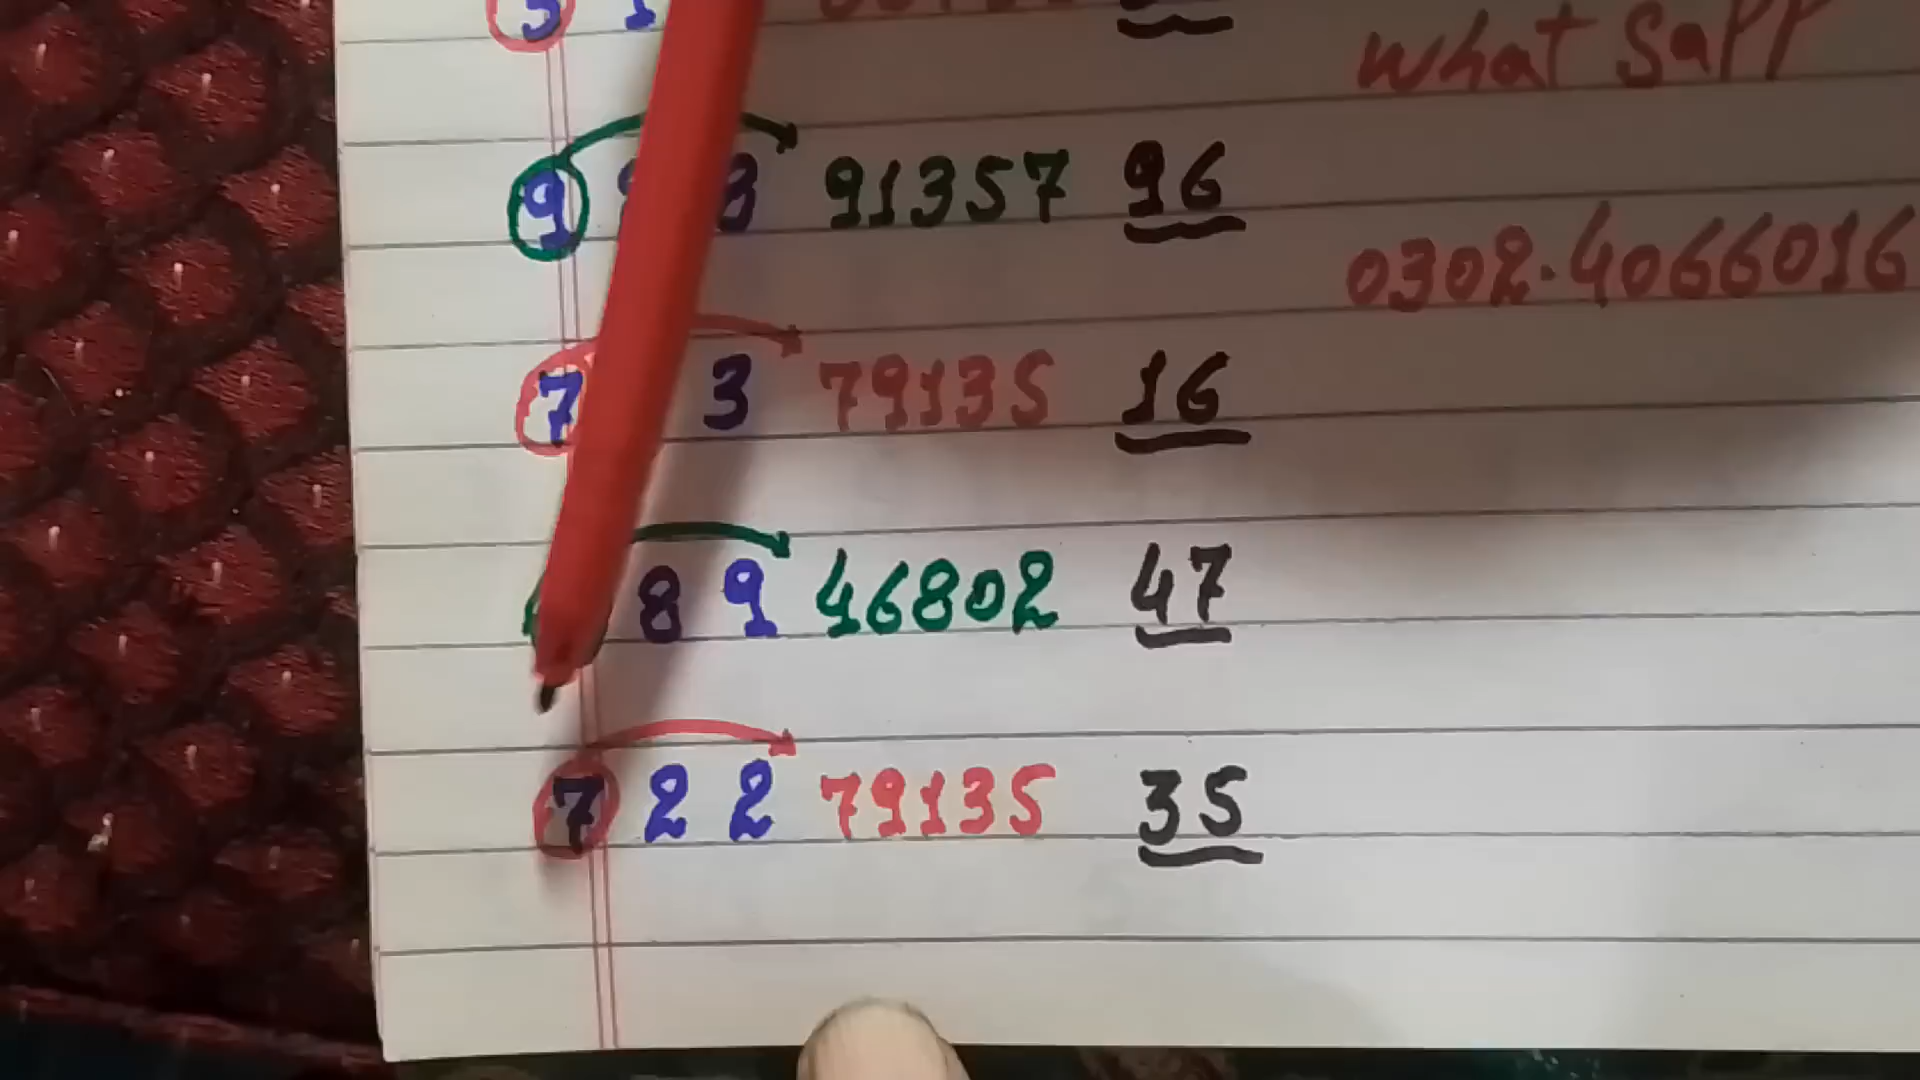 what Sapp
9 8 91357 96
0302.4066016
7 3 79135 16
8 9 46802 47
7 2 2 79135 35